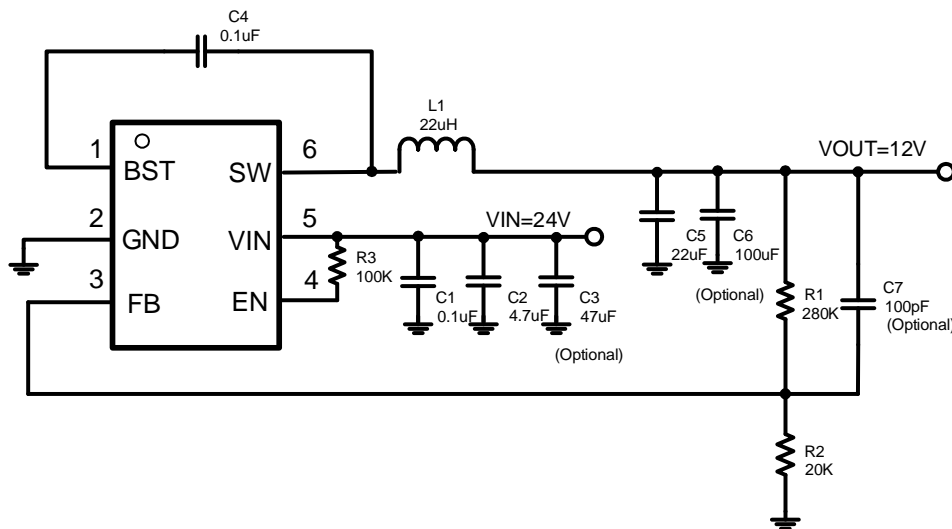 C4
0.1uF
L1
22uH
1
BST
2
GND
3
FB
6
SW
5
VIN
4
EN
VIN=24V
R3
100K
C1
0.1uF
C2
4.7uF
C3
47uF
(Optional)
VOUT=12V
C5
22uF
C6
100uF
(Optional)
R1
280K
C7
100pF
(Optional)
R2
20K